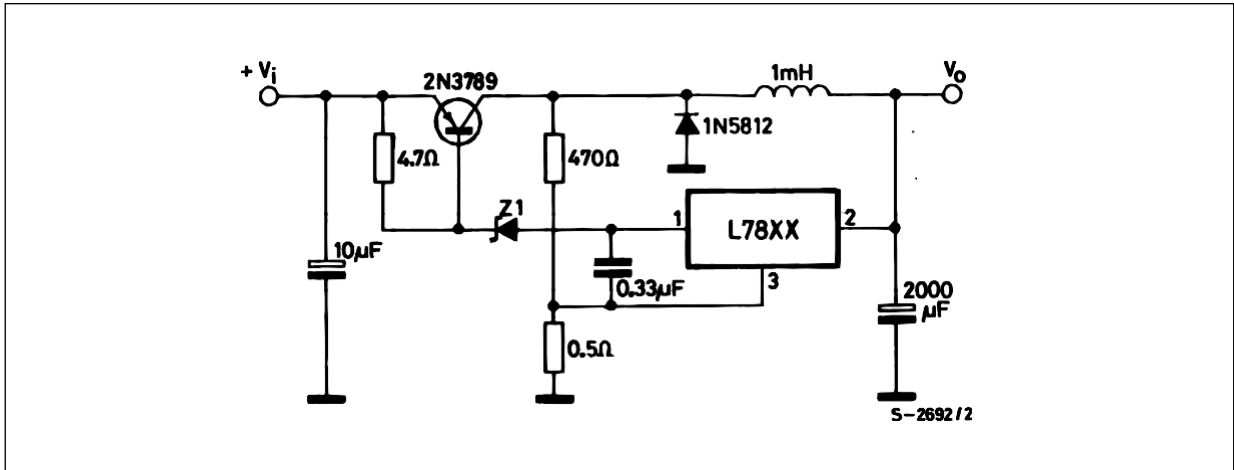 + Vi
2N3789
1mH
Vo
4.7Ω
470Ω
1N5812
Z1
1
L78XX
2
10µF
0.33µF
3
2000
µF
0.5Ω
S-2692/2